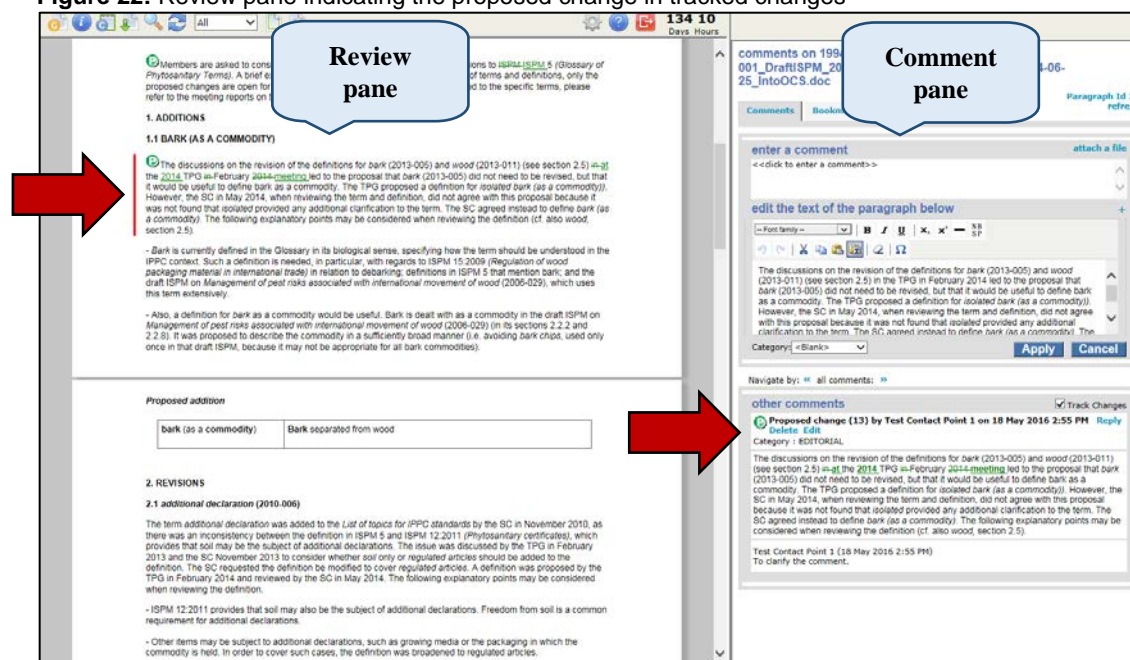 Figure 22. Review pane indicating the proposed change in tracked changes
All
134 10
Days Hours
Review
pane
Comment
pane
Members are asked to cons
ions to ISPM ISPM 5 (Glossary of
Phytosanitary Terms). A brief e
of terms and definitions, only the
proposed changes are open for
d to the specific terms, please
refer to the meeting reports on t
1. ADDITIONS
1.1 BARK (AS A COMMODITY)
The discussions on the revision of the definitions for bark (2013-005) and wood (2013-011) (see section 2.5) in at
the 2014 TPG in February 2014 meeting led to the proposal that bark (2013-005) did not need to be revised, but that
it would be useful to define bark as a commodity. The TPG proposed a definition for isolated bark (as a commodity)).
However, the SC in May 2014, when reviewing the term and definition, did not agree with this proposal because it
was not found that isolated provided any additional clarification to the term. The SC agreed instead to define bark (as
a commodity). The following explanatory points may be considered when reviewing the definition (cf. also wood,
section 2.5).
- Bark is currently defined in the Glossary in its biological sense, specifying how the term should be understood in the
IPPC context. Such a definition is needed, in particular, with regards to ISPM 15:2009 (Regulation of wood
packaging material in international trade) in relation to debarking; definitions in ISPM 5 that mention bark; and the
draft ISPM on Management of pest risks associated with international movement of wood (2006-029), which uses
this term extensively.
- Also, a definition for bark as a commodity would be useful. Bark is dealt with as a commodity in the draft ISPM on
Management of pest risks associated with international movement of wood (2006-029) (in its sections 2.2.2 and
2.2.8). It was proposed to describe the commodity in a sufficiently broad manner (i.e. avoiding bark chips, used only
once in that draft ISPM, because it may not be appropriate for all bark commodities).
Proposed addition
bark (as a commodity) Bark separated from wood
2. REVISIONS
2.1 additional declaration (2010-006)
The term additional declaration was added to the List of topics for IPPC standards by the SC in November 2010, as
there was an inconsistency between the definition in ISPM 5 and ISPM 12:2011 (Phytosanitary certificates), which
provides that soil may be the subject of additional declarations. The issue was discussed by the TPG in February
2013 and the SC November 2013 to consider whether soil only or regulated articles should be added to the
definition. The SC requested the definition be modified to cover regulated articles. A definition was proposed by the
TPG in February 2014 and reviewed by the SC in May 2014. The following explanatory points may be considered
when reviewing the definition.
- ISPM 12:2011 provides that soil may also be the subject of additional declarations. Freedom from soil is a common
requirement for additional declarations.
- Other items may be subject to additional declarations, such as growing media or the packaging in which the
commodity is held. In order to cover such cases, the definition was broadened to regulated articles.
comments on 199
001_DraftISPM_20
4-06-
25_IntoOCS.doc
Paragraph Id
refre
Comments Bookm
enter a comment attach a file
<<click to enter a comment>>
edit the text of the paragraph below +
-- Font family -- B I U x, x' — NB SP
Ω
The discussions on the revision of the definitions for bark (2013-005) and wood
(2013-011) (see section 2.5) in the TPG in February 2014 led to the proposal that
bark (2013-005) did not need to be revised, but that it would be useful to define bark
as a commodity. The TPG proposed a definition for isolated bark (as a commodity)).
However, the SC in May 2014, when reviewing the term and definition, did not agree
with this proposal because it was not found that isolated provided any additional
clarification to the term. The SC agreed instead to define bark (as a commodity). The
Category: <Blank> Apply Cancel
Navigate by: « all comments: »
other comments Track Changes
Proposed change (13) by Test Contact Point 1 on 18 May 2016 2:55 PM Reply
Delete Edit
Category : EDITORIAL
The discussions on the revision of the definitions for bark (2013-005) and wood (2013-011)
(see section 2.5) in at the 2014 TPG in February 2014 meeting led to the proposal that bark
(2013-005) did not need to be revised, but that it would be useful to define bark as a
commodity. The TPG proposed a definition for isolated bark (as a commodity)). However, the
SC in May 2014, when reviewing the term and definition, did not agree with this proposal
because it was not found that isolated provided any additional clarification to the term. The
SC agreed instead to define bark (as a commodity). The following explanatory points may be
considered when reviewing the definition (cf. also wood, section 2.5).
Test Contact Point 1 (18 May 2016 2:55 PM)
To clarify the comment.